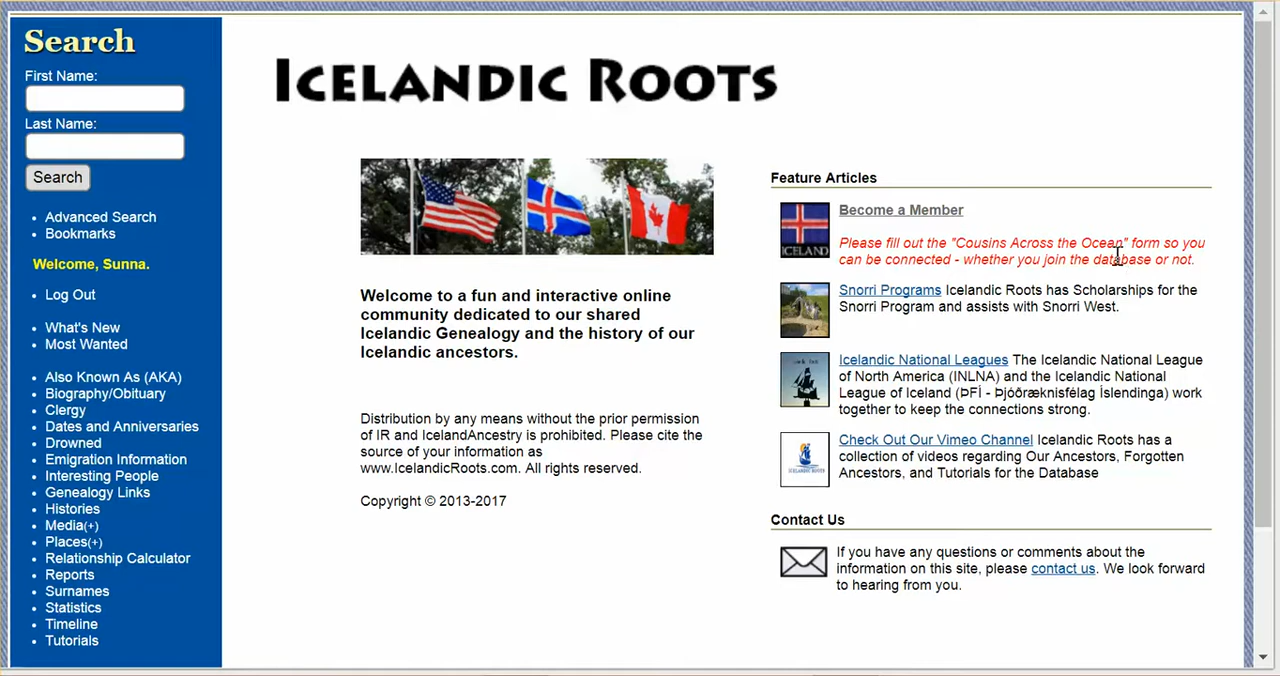 Search
First Name:
Last Name:
Search
Advanced Search
Bookmarks
Welcome, Sunna.
Log Out
What's New
Most Wanted
Also Known As (AKA)
Biography/Obituary
Clergy
Dates and Anniversaries
Drowned
Emigration Information
Interesting People
Genealogy Links
Histories
Media(+)
Places(+)
Relationship Calculator
Reports
Surnames
Statistics
Timeline
Tutorials
Icelandic Roots
Welcome to a fun and interactive online
community dedicated to our shared
Icelandic Genealogy and the history of our
Icelandic ancestors.
Distribution by any means without the prior permission
of IR and IcelandAncestry is prohibited. Please cite the
source of your information as
www.IcelandicRoots.com. All rights reserved.
Copyright © 2013-2017
Feature Articles
ICELAND
Become a Member
Please fill out the "Cousins Across the Ocean" form so you
can be connected - whether you join the database or not.
Snorri Programs Icelandic Roots has Scholarships for the
Snorri Program and assists with Snorri West.
Icelandic National Leagues The Icelandic National League
of North America (INLNA) and the Icelandic National
League of Iceland (ÞFÍ - Þjóðræknisfélag Íslendinga) work
together to keep the connections strong.
ICELANDIC ROOTS
Check Out Our Vimeo Channel Icelandic Roots has a
collection of videos regarding Our Ancestors, Forgotten
Ancestors, and Tutorials for the Database
Contact Us
If you have any questions or comments about the
information on this site, please contact us. We look forward
to hearing from you.